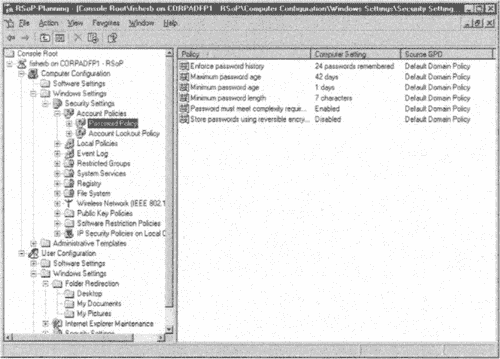 RSoP-Planning - [Console Root\fisherb on CORPADFP1 - RSoP\Computer Configuration\Windows Settings\Security Setting
File Action View Favorites Window Help
Console Root
fisherb on CORPADFP1 - RSoP
Computer Configuration
Software Settings
Windows Settings
Security Settings
Account Policies
Password Policy
Account Lockout Policy
Local Policies
Event Log
Restricted Groups
System Services
Registry
File System
Wireless Network (IEEE 802.1
Public Key Policies
Software Restriction Policies
IP Security Policies on Local C
Administrative Templates
User Configuration
Software Settings
Windows Settings
Folder Redirection
Desktop
My Documents
My Pictures
Internet Explorer Maintenance
Security Settings
Policy Computer Setting Source GPO
Enforce password history 24 passwords remembered Default Domain Policy
Maximum password age 42 days Default Domain Policy
Minimum password age 1 days Default Domain Policy
Minimum password length 7 characters Default Domain Policy
Password must meet complexity reque... Enabled Default Domain Policy
Store passwords using reversible encry... Disabled Default Domain Policy